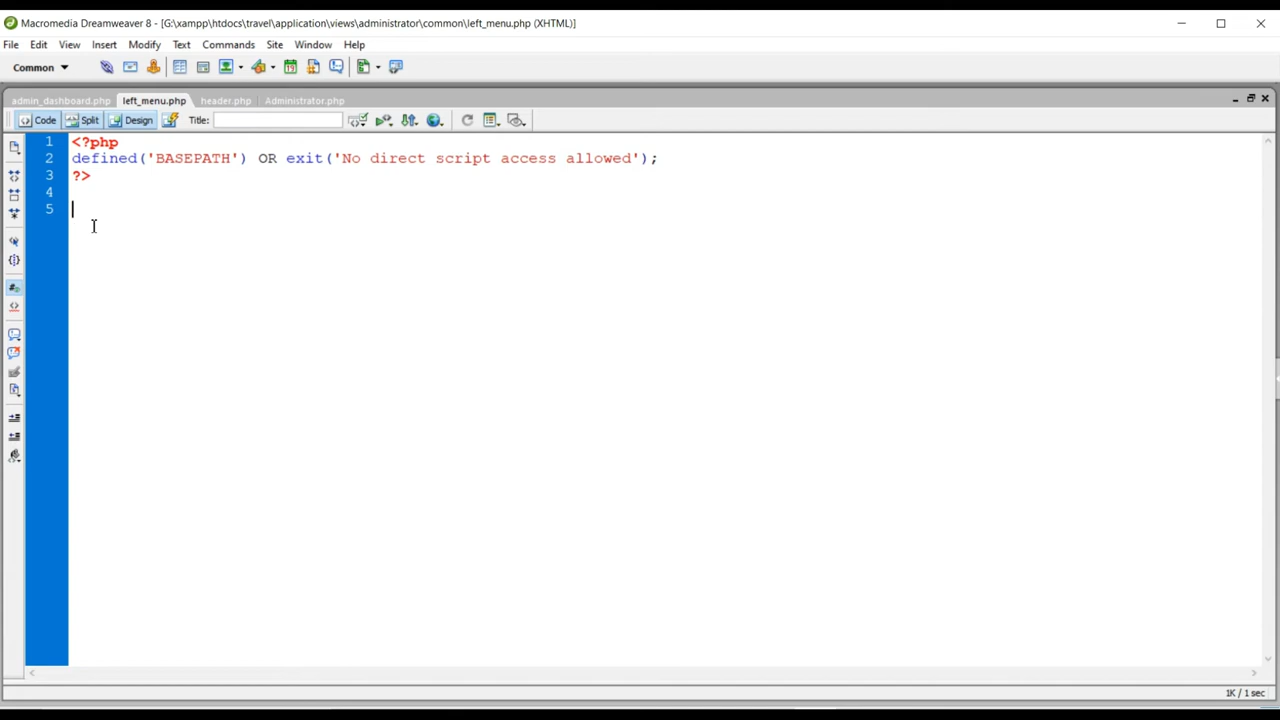 Macromedia Dreamweaver 8 - [G:\xampp\htdocs\travel\application\views\administrator\common\left_menu.php (XHTML)]
File Edit View Insert Modify Text Commands Site Window Help
Common
admin_dashboard.php left_menu.php header.php Administrator.php
Code Split Design Title:
1 <?php
2 defined('BASEPATH') OR exit('No direct script access allowed');
3 ?>
4
5
1K / 1 sec